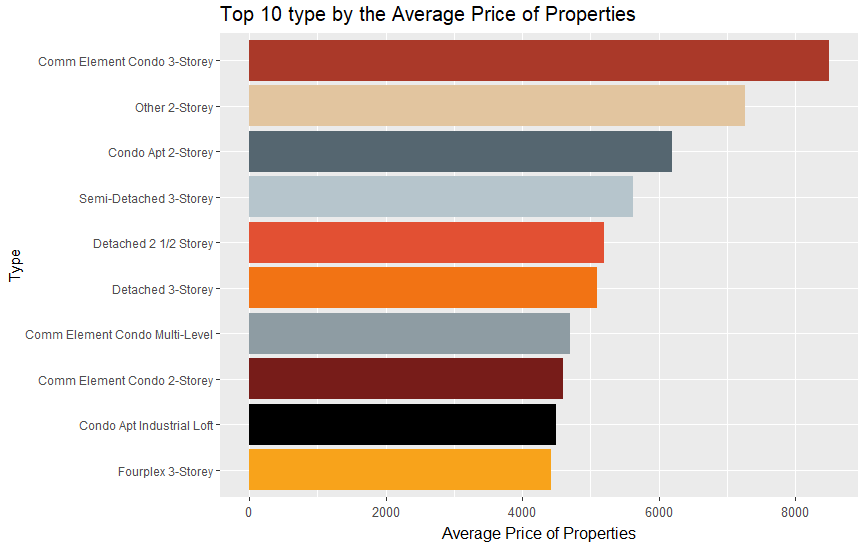 Top 10 type by the Average Price of Properties
Type
Comm Element Condo 3-Storey
Other 2-Storey
Condo Apt 2-Storey
Semi-Detached 3-Storey
Detached 2 1/2 Storey
Detached 3-Storey
Comm Element Condo Multi-Level
Comm Element Condo 2-Storey
Condo Apt Industrial Loft
Fourplex 3-Storey
0 2000 4000 6000 8000
Average Price of Properties